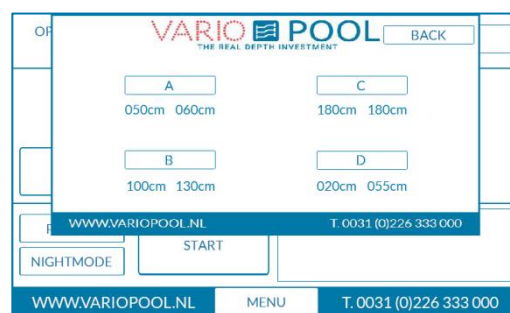 OP
VARIO POOL
THE REAL DEPTH INVESTMENT
BACK
A
050cm 060cm
C
180cm 180cm
B
100cm 130cm
D
020cm 055cm
WWW.VARIOPOOL.NL T. 0031 (0)226 333 000
START
NIGHTMODE
WWW.VARIOPOOL.NL MENU T. 0031 (0)226 333 000